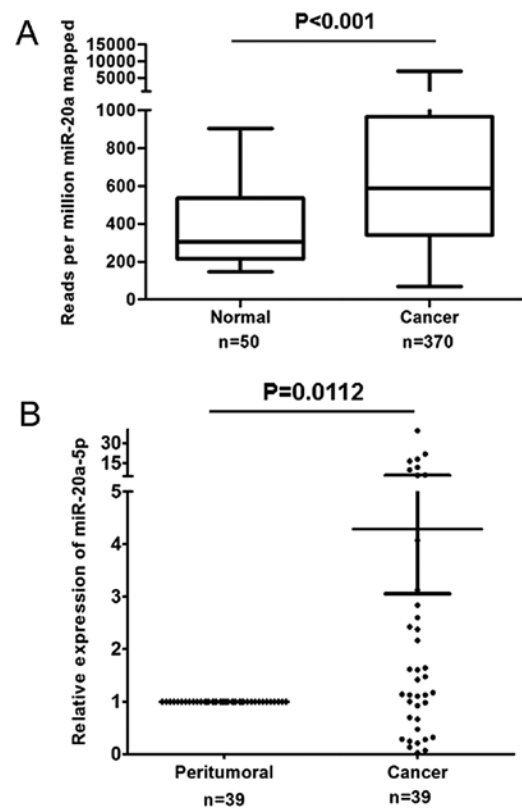 A
P<0.001
Reads per million miR-20a mapped
15000
10000
5000
1000
800
600
400
200
0
Normal
Cancer
n=50
n=370
B
P=0.0112
Relative expression of miR-20a-5p
30
15
5
4
3
2
1
0
Peritumoral
Cancer
n=39
n=39